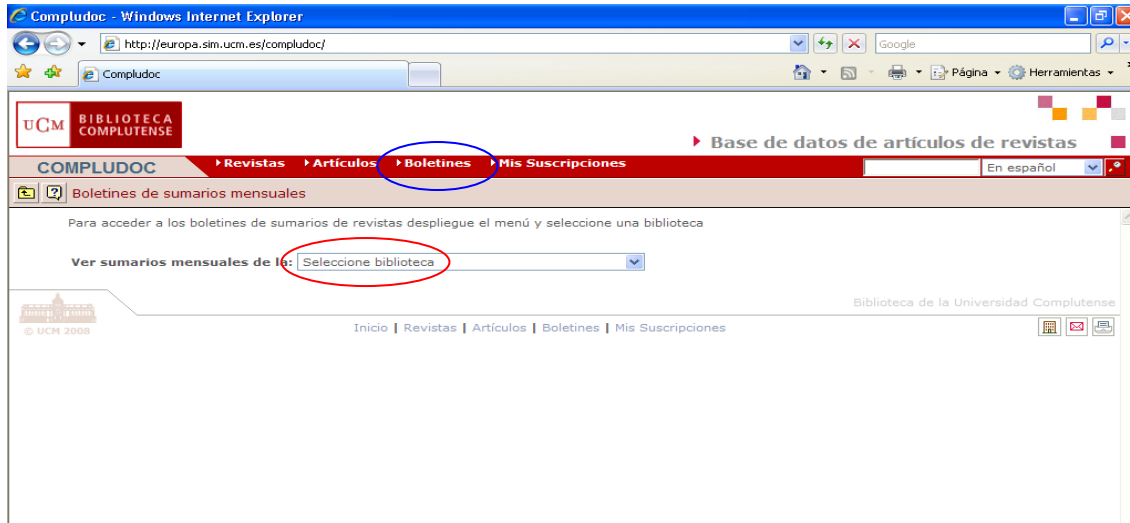 Compludoc - Windows Internet Explorer
http://europa.sim.ucm.es/compludoc/
Google
Compludoc
Página
Herramientas
UCM
BIBLIOTECA
COMPLUTENSE
Base de datos de artículos de revistas
COMPLUDOC
Revistas Artículos Boletines Mis Suscripciones
En español
Boletines de sumarios mensuales
Para acceder a los boletines de sumarios de revistas despliegue el menú y seleccione una biblioteca
Ver sumarios mensuales de la: Seleccione biblioteca
Biblioteca de la Universidad Complutense
© UCM 2008
Inicio | Revistas | Artículos | Boletines | Mis Suscripciones